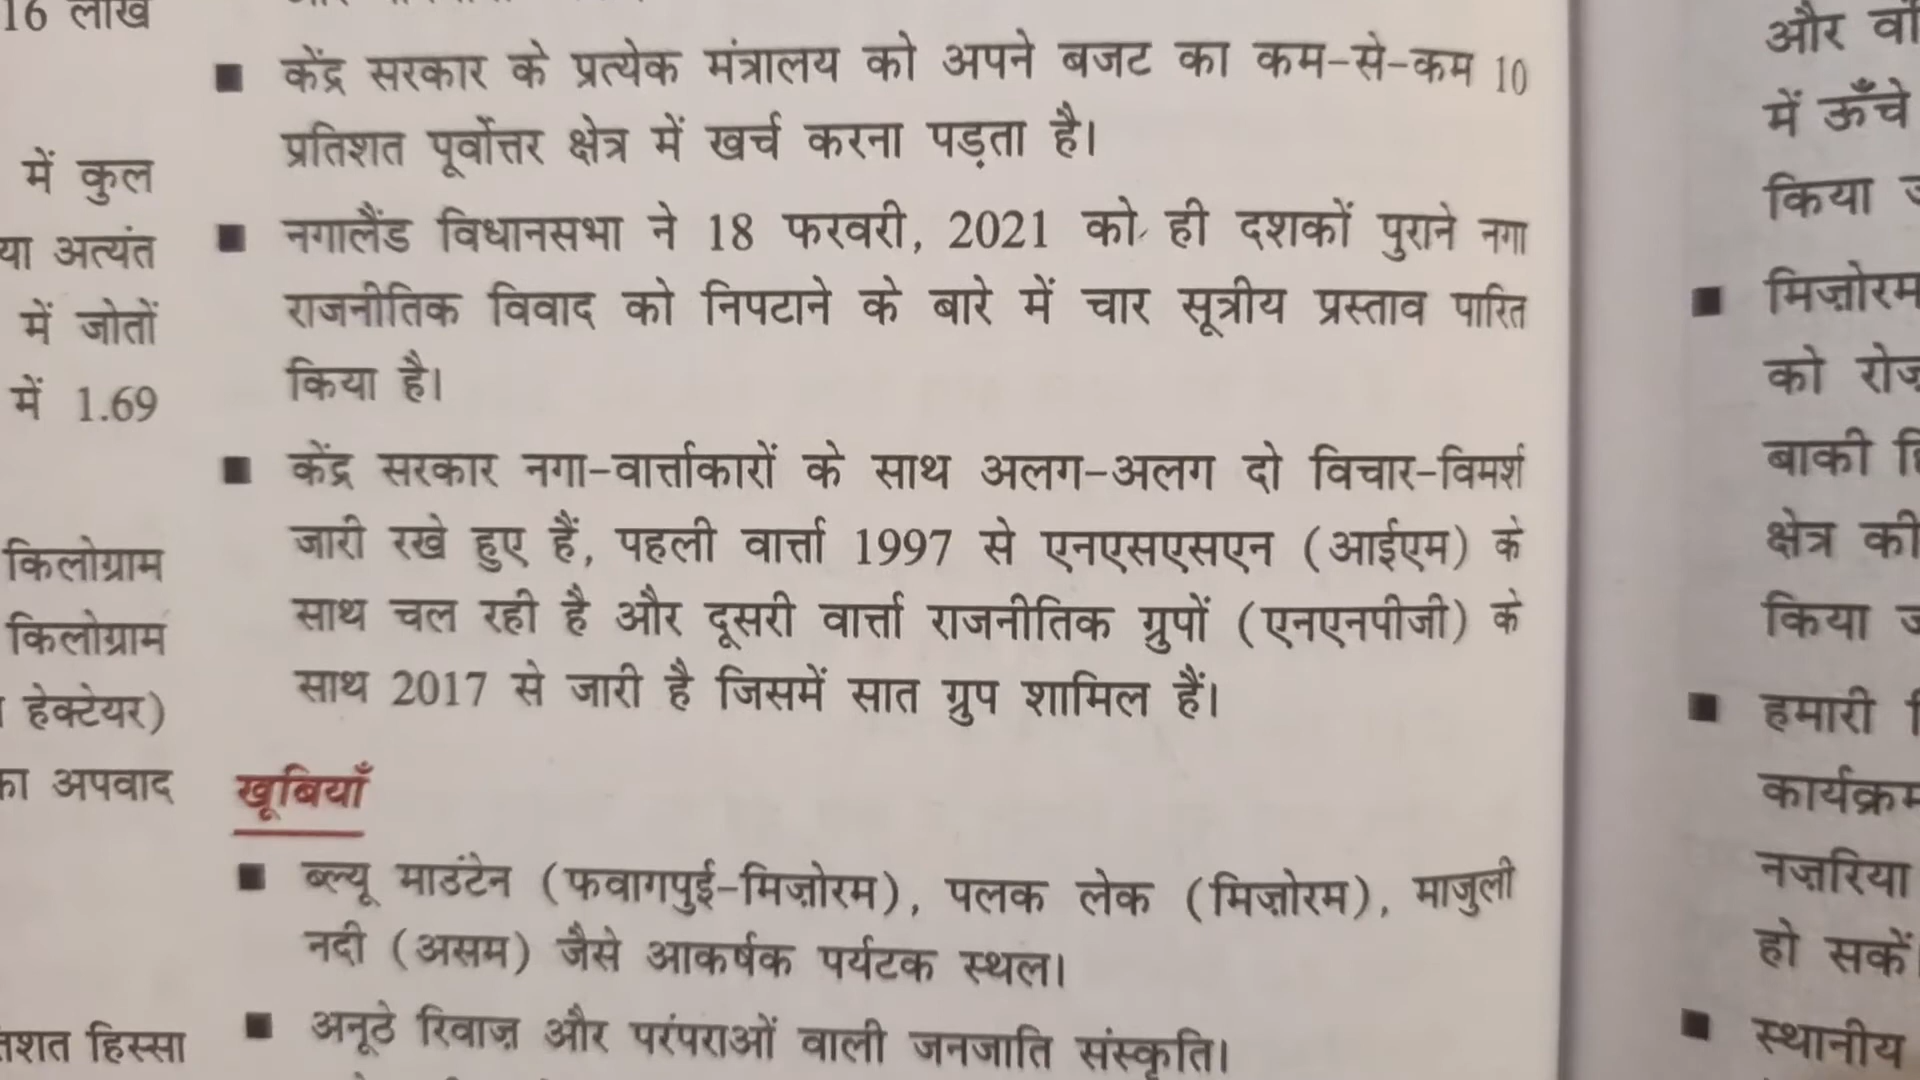 16 लाख
में कुल
या अत्यंत
में जोतों
में 1.69
किलोग्राम
किलोग्राम
हेक्टेयर)
का अपवाद
हिस्सा
■ केंद्र सरकार के प्रत्येक मंत्रालय को अपने बजट का कम-से-कम 10
प्रतिशत पूर्वोत्तर क्षेत्र में खर्च करना पड़ता है।
■ नगालैंड विधानसभा ने 18 फरवरी, 2021 को ही दशकों पुराने नगा
राजनीतिक विवाद को निपटाने के बारे में चार सूत्रीय प्रस्ताव पारित
किया है।
■ केंद्र सरकार नगा-वार्त्ताकारों के साथ अलग-अलग दो विचार-विमर्श
जारी रखे हुए हैं, पहली वार्त्ता 1997 से एनएसएसएन (आईएम) के
साथ चल रही है और दूसरी वार्त्ता राजनीतिक ग्रुपों (एनएनपीजी) के
साथ 2017 से जारी है जिसमें सात ग्रुप शामिल हैं।
खूबियाँ
■ ब्ल्यू माउंटेन (फवागपुई-मिज़ोरम), पलक लेक (मिज़ोरम), माजुली
नदी (असम) जैसे आकर्षक पर्यटक स्थल।
■ अनूठे रिवाज़ और परंपराओं वाली जनजाति संस्कृति।
और
में ऊँचे
किया
■ मिज़ोरम
को
बाकी
क्षेत्र की
किया
■ हमारी
कार्यक्रम
नज़रिया
हो सकें
■ स्थानीय